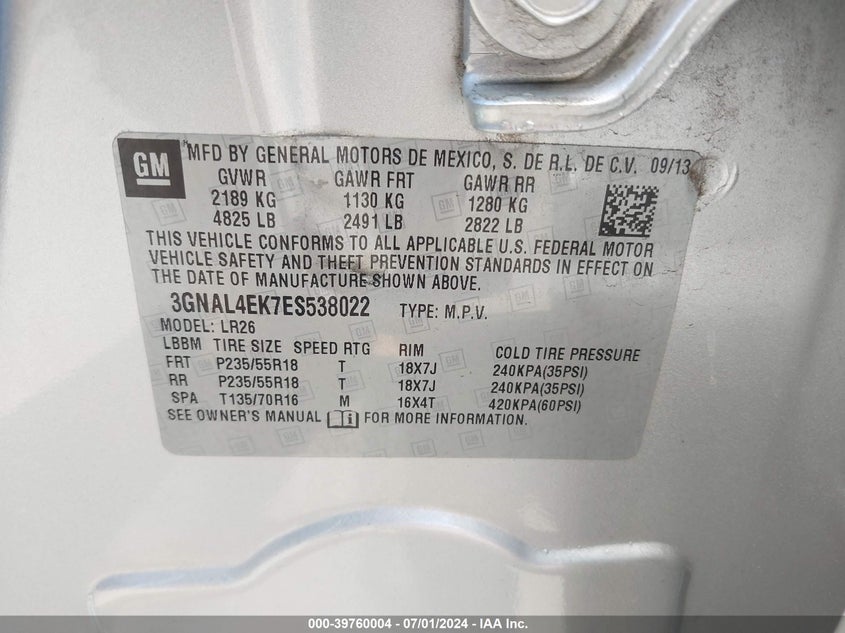 GM MFD BY GENERAL MOTORS DE MEXICO, S. DE R.L. DE C.V. 09/13
GVWR GAWR FRT GAWR RR
2189 KG 1130 KG 1280 KG
4825 LB 2491 LB 2822 LB
THIS VEHICLE CONFORMS TO ALL APPLICABLE U.S. FEDERAL MOTOR
VEHICLE SAFETY AND THEFT PREVENTION STANDARDS IN EFFECT ON
THE DATE OF MANUFACTURE SHOWN ABOVE.
3GNAL4EK7ES538022 TYPE: M.P.V.
MODEL: LR26
LBBM TIRE SIZE SPEED RTG RIM COLD TIRE PRESSURE
FRT P235/55R18 T 18X7J 240KPA(35PSI)
RR P235/55R18 T 18X7J 240KPA(35PSI)
SPA T135/70R16 M 16X4T 420KPA(60PSI)
SEE OWNER'S MANUAL FOR MORE INFORMATION.
000-39760004 - 07/01/2024 - IAA Inc.